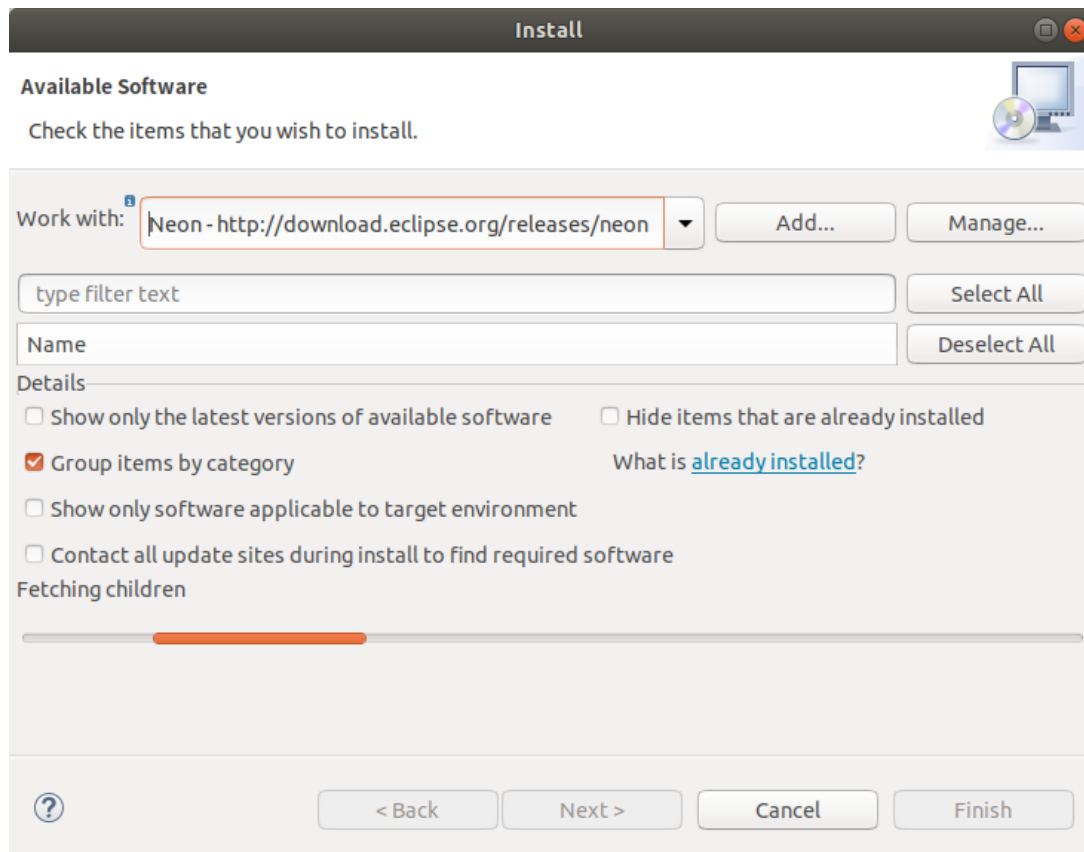 Install
Available Software
Check the items that you wish to install.
Work with: Neon - http://download.eclipse.org/releases/neon Add... Manage...
type filter text Select All
Name Deselect All
Details
Show only the latest versions of available software Hide items that are already installed
Group items by category What is already installed?
Show only software applicable to target environment
Contact all update sites during install to find required software
Fetching children
? < Back Next > Cancel Finish